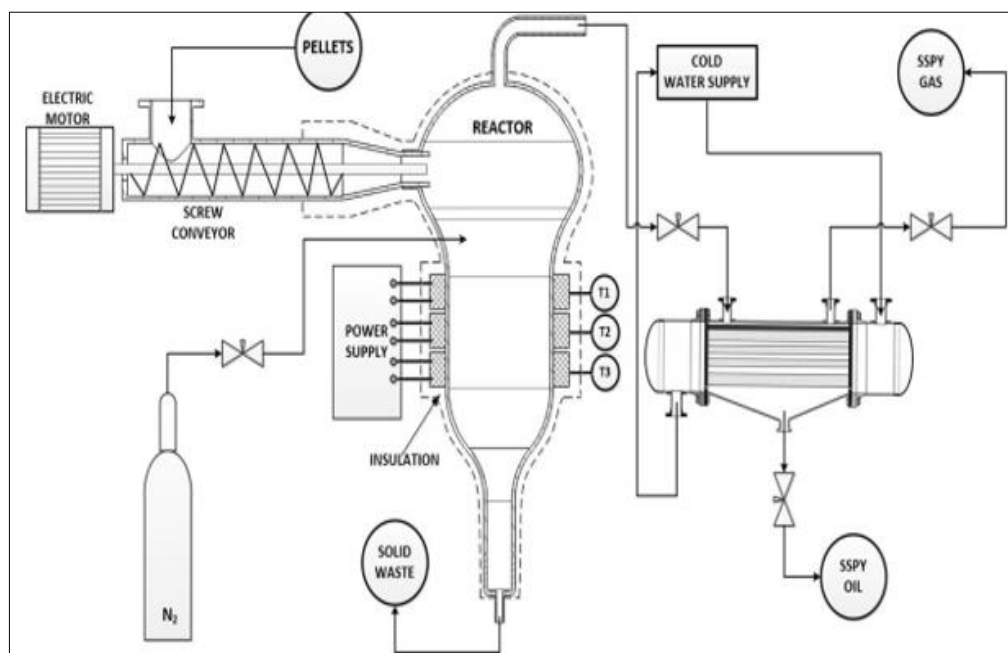 PELLETS
COLD
WATER SUPPLY
SSPY
GAS
ELECTRIC
MOTOR
REACTOR
SCREW
CONVEYOR
POWER
SUPPLY
T1
T2
T3
INSULATION
SOLID
WASTE
SSPY
OIL
N₂